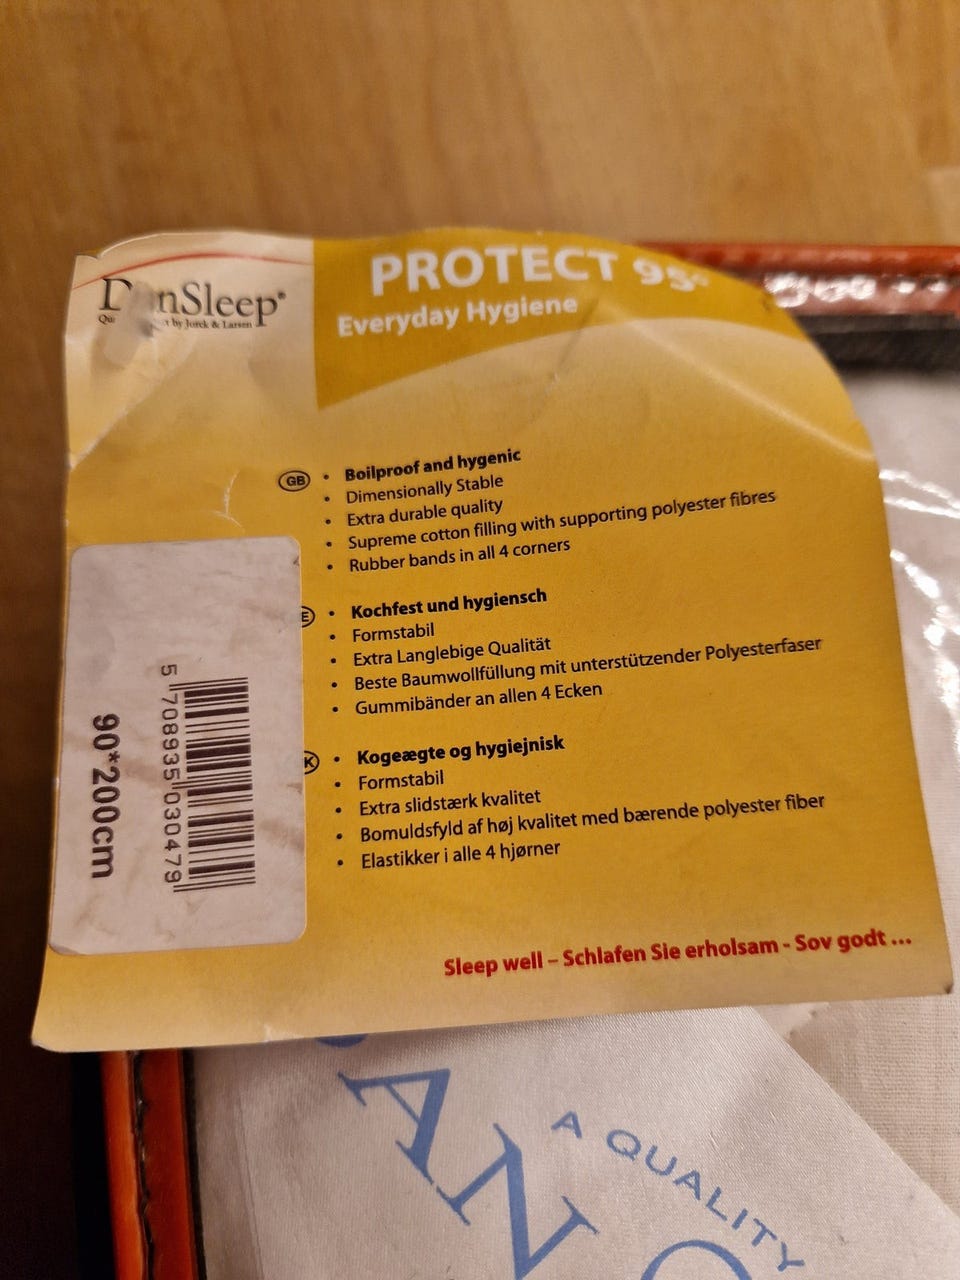 nSleep®
by Jørck & Larsen
PROTECT 95°
Everyday Hygiene
GB
• Boilproof and hygenic
• Dimensionally Stable
• Extra durable quality
• Supreme cotton filling with supporting polyester fibres
• Rubber bands in all 4 corners
E
• Kochfest und hygiensch
• Formstabil
• Extra Langlebige Qualität
• Beste Baumwollfüllung mit unterstützender Polyesterfaser
• Gummibänder an allen 4 Ecken
K
• Kogeægte og hygiejnisk
• Formstabil
• Extra slidstærk kvalitet
• Bomuldsfyld af høj kvalitet med bærende polyester fiber
• Elastikker i alle 4 hjørner
5 708935 030479
90*200cm
Sleep well – Schlafen Sie erholsam - Sov godt ...
AN
A QUALITY